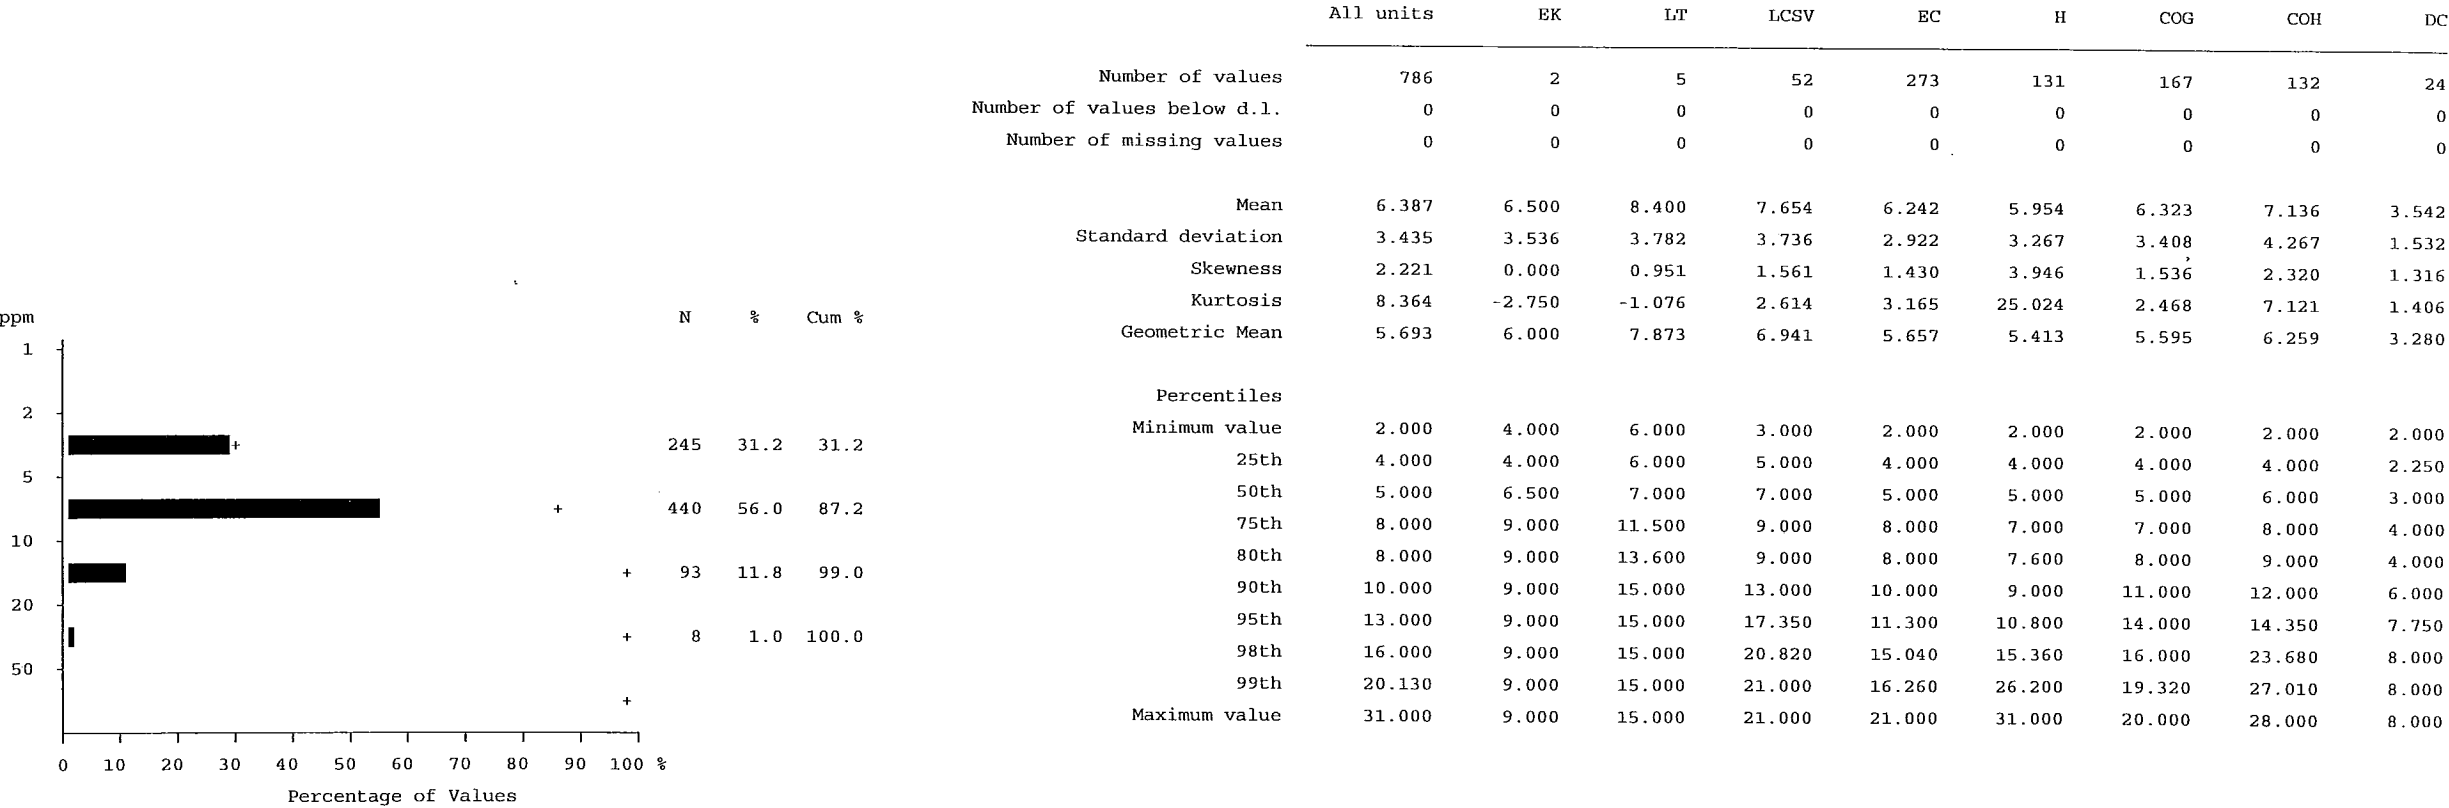 All units EK LT LCSV EC H COG COH DC
Number of values 786 2 5 52 273 131 167 132 24
Number of values below d.l. 0 0 0 0 0 0 0 0 0
Number of missing values 0 0 0 0 0 0 0 0 0
Mean 6.387 6.500 8.400 7.654 6.242 5.954 6.323 7.136 3.542
Standard deviation 3.435 3.536 3.782 3.736 2.922 3.267 3.408 4.267 1.532
Skewness 2.221 0.000 0.951 1.561 1.430 3.946 1.536 2.320 1.316
Kurtosis 8.364 -2.750 -1.076 2.614 3.165 25.024 2.468 7.121 1.406
Geometric Mean 5.693 6.000 7.873 6.941 5.657 5.413 5.595 6.259 3.280
Percentiles
Minimum value 2.000 4.000 6.000 3.000 2.000 2.000 2.000 2.000 2.000
25th 4.000 4.000 6.000 5.000 4.000 4.000 4.000 4.000 2.250
50th 5.000 6.500 7.000 7.000 5.000 5.000 5.000 6.000 3.000
75th 8.000 9.000 11.500 9.000 8.000 7.000 7.000 8.000 4.000
80th 8.000 9.000 13.600 9.000 8.000 7.600 8.000 9.000 4.000
90th 10.000 9.000 15.000 13.000 10.000 9.000 11.000 12.000 6.000
95th 13.000 9.000 15.000 17.350 11.300 10.800 14.000 14.350 7.750
98th 16.000 9.000 15.000 20.820 15.040 15.360 16.000 23.680 8.000
99th 20.130 9.000 15.000 21.000 16.260 26.200 19.320 27.010 8.000
Maximum value 31.000 9.000 15.000 21.000 21.000 31.000 20.000 28.000 8.000
ppm N % Cum %
1
2
+ 245 31.2 31.2
5
+ 440 56.0 87.2
10
+ 93 11.8 99.0
20
+ 8 1.0 100.0
50
+
0 10 20 30 40 50 60 70 80 90 100 %
Percentage of Values